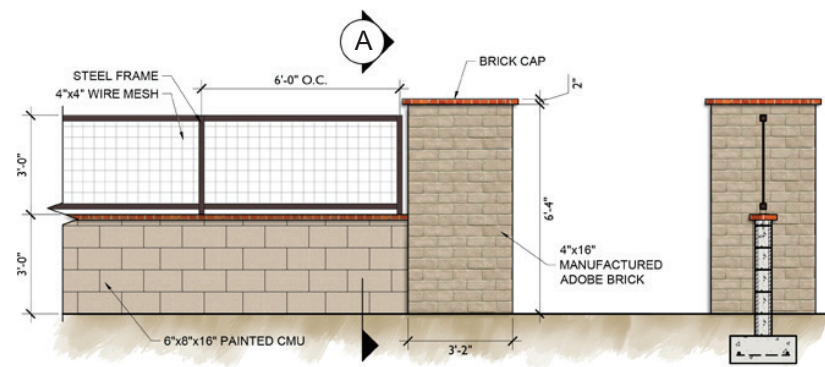 A
STEEL FRAME
4"x4" WIRE MESH
6'-0" O.C.
BRICK CAP
2"
3'-0"
3'-0"
6'-4"
4"x16"
MANUFACTURED
ADOBE BRICK
6"x8"x16" PAINTED CMU
3'-2"